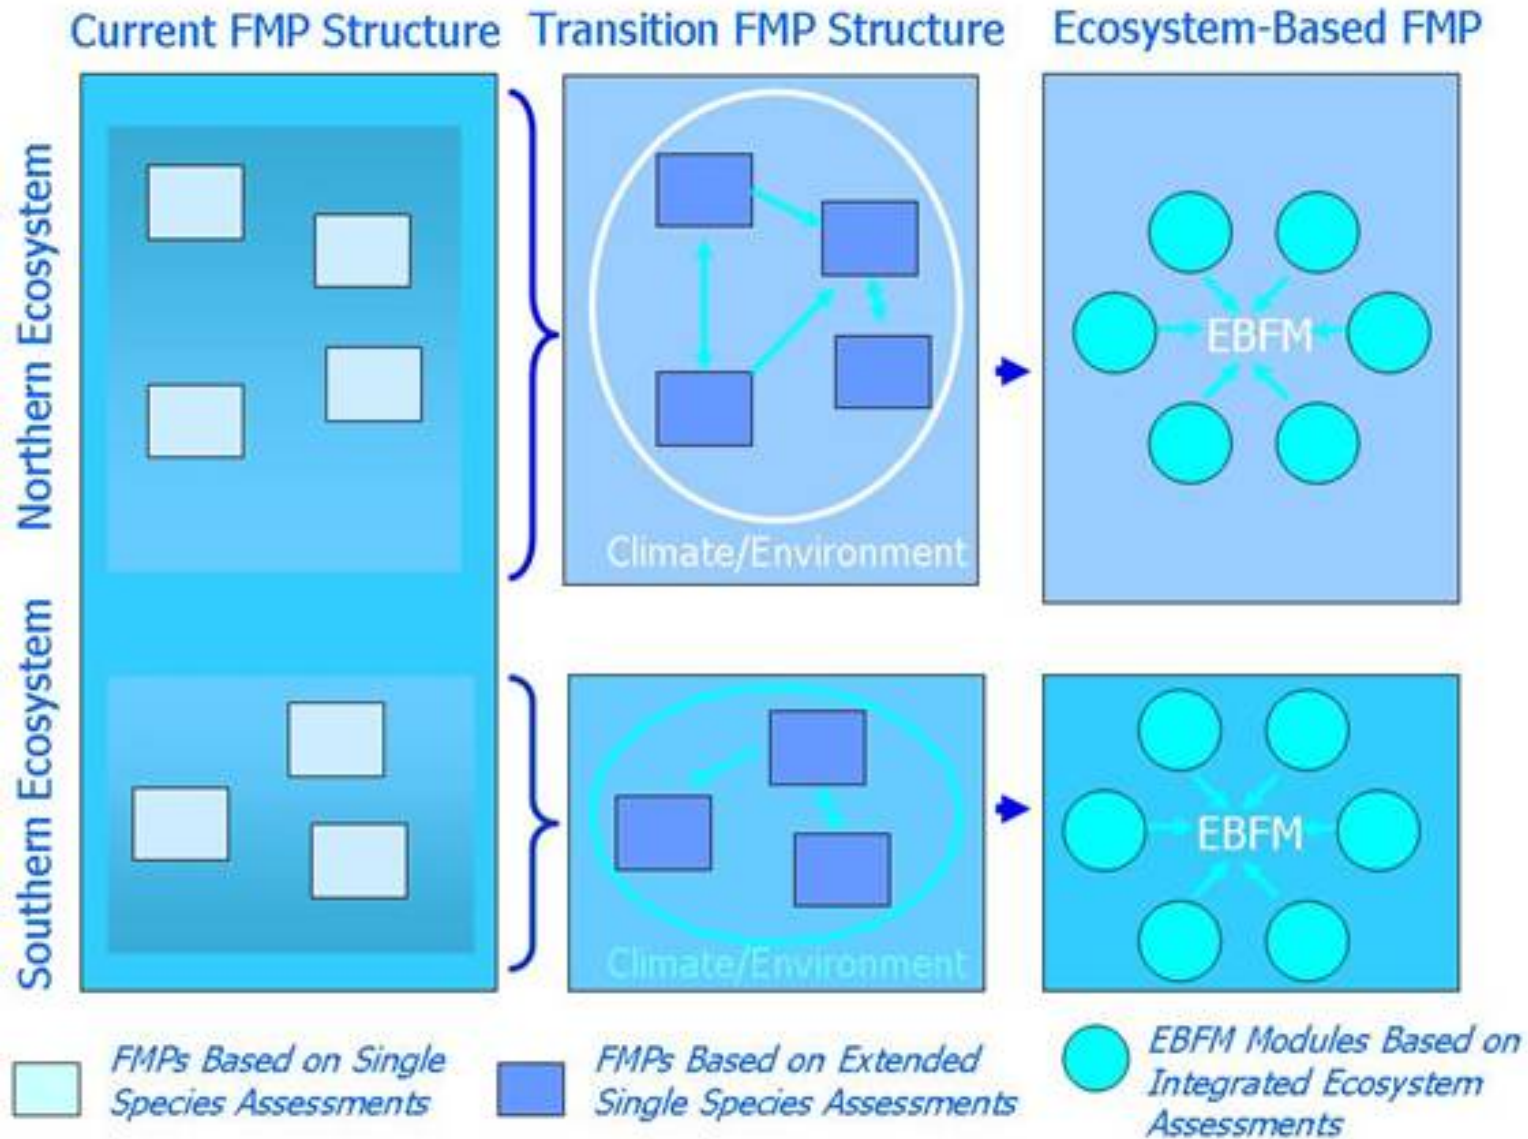 Current FMP Structure
Transition FMP Structure
Ecosystem-Based FMP
Northern Ecosystem
Climate/Environment
EBFM
Southern Ecosystem
Climate/Environment
EBFM
FMPs Based on Single
Species Assessments
FMPs Based on Extended
Single Species Assessments
EBFM Modules Based on
Integrated Ecosystem
Assessments